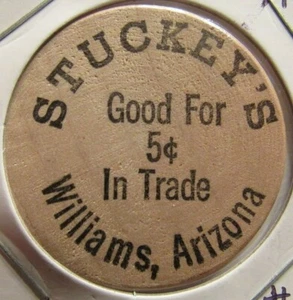 STUCKEY'S
Good For
5¢
In Trade
Williams, Arizona